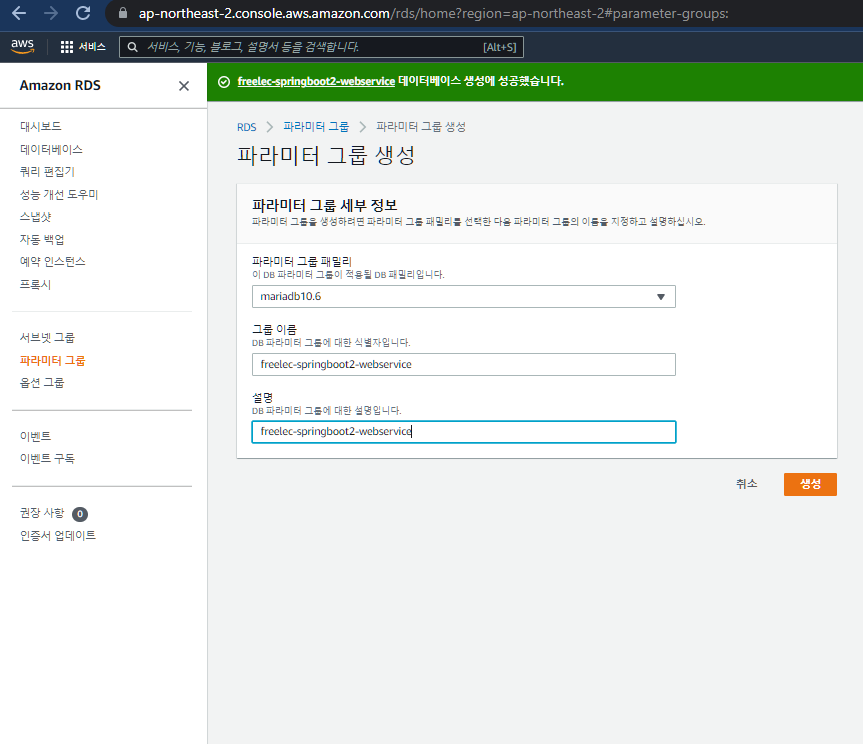 ap-northeast-2.console.aws.amazon.com/rds/home?region=ap-northeast-2#parameter-groups:
aws 서비스 서비스, 기능, 블로그, 설명서 등을 검색합니다. [Alt+S]
Amazon RDS
대시보드
데이터베이스
쿼리 편집기
성능 개선 도우미
스냅샷
자동 백업
예약 인스턴스
프록시
서브넷 그룹
파라미터 그룹
옵션 그룹
이벤트
이벤트 구독
권장 사항 0
인증서 업데이트
freelec-springboot2-webservice 데이터베이스 생성에 성공했습니다.
RDS > 파라미터 그룹 > 파라미터 그룹 생성
파라미터 그룹 생성
파라미터 그룹 세부 정보
파라미터 그룹을 생성하려면 파라미터 그룹 패밀리를 선택한 다음 파라미터 그룹의 이름을 지정하고 설명하십시오.
파라미터 그룹 패밀리
이 DB 파라미터 그룹이 적용될 DB 패밀리입니다.
mariadb10.6
그룹 이름
DB 파라미터 그룹에 대한 식별자입니다.
freelec-springboot2-webservice
설명
DB 파라미터 그룹에 대한 설명입니다.
freelec-springboot2-webservice
취소 생성